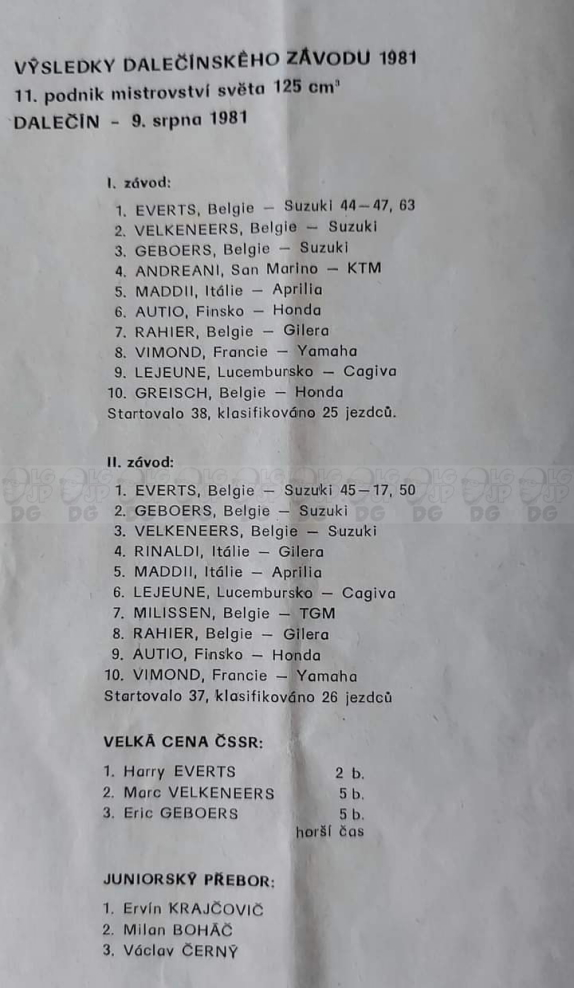 VÝSLEDKY DALEČÍNSKÉHO ZÁVODU 1981
11. podnik mistrovství světa 125 cm³
DALEČÍN – 9. srpna 1981
I. závod:
1. EVERTS, Belgie — Suzuki 44—47, 63
2. VELKENEERS, Belgie — Suzuki
3. GEBOERS, Belgie — Suzuki
4. ANDREANI, San Marino — KTM
5. MADDII, Itálie — Aprilia
6. AUTIO, Finsko — Honda
7. RAHIER, Belgie — Gilera
8. VIMOND, Francie — Yamaha
9. LEJEUNE, Lucembursko — Cagiva
10. GREISCH, Belgie — Honda
Startovalo 38, klasifikováno 25 jezdců.
II. závod:
1. EVERTS, Belgie — Suzuki 45—17, 50
2. GEBOERS, Belgie — Suzuki
3. VELKENEERS, Belgie — Suzuki
4. RINALDI, Itálie — Gilera
5. MADDII, Itálie — Aprilia
6. LEJEUNE, Lucembursko — Cagiva
7. MILISSEN, Belgie — TGM
8. RAHIER, Belgie — Gilera
9. AUTIO, Finsko — Honda
10. VIMOND, Francie — Yamaha
Startovalo 37, klasifikováno 26 jezdců
VELKÁ CENA ČSSR:
1. Harry EVERTS 2 b.
2. Marc VELKENEERS 5 b.
3. Eric GEBOERS 5 b.
horší čas
JUNIORSKÝ PŘEBOR:
1. Ervín KRAJČOVIČ
2. Milan BOHÁČ
3. Václav ČERNÝ